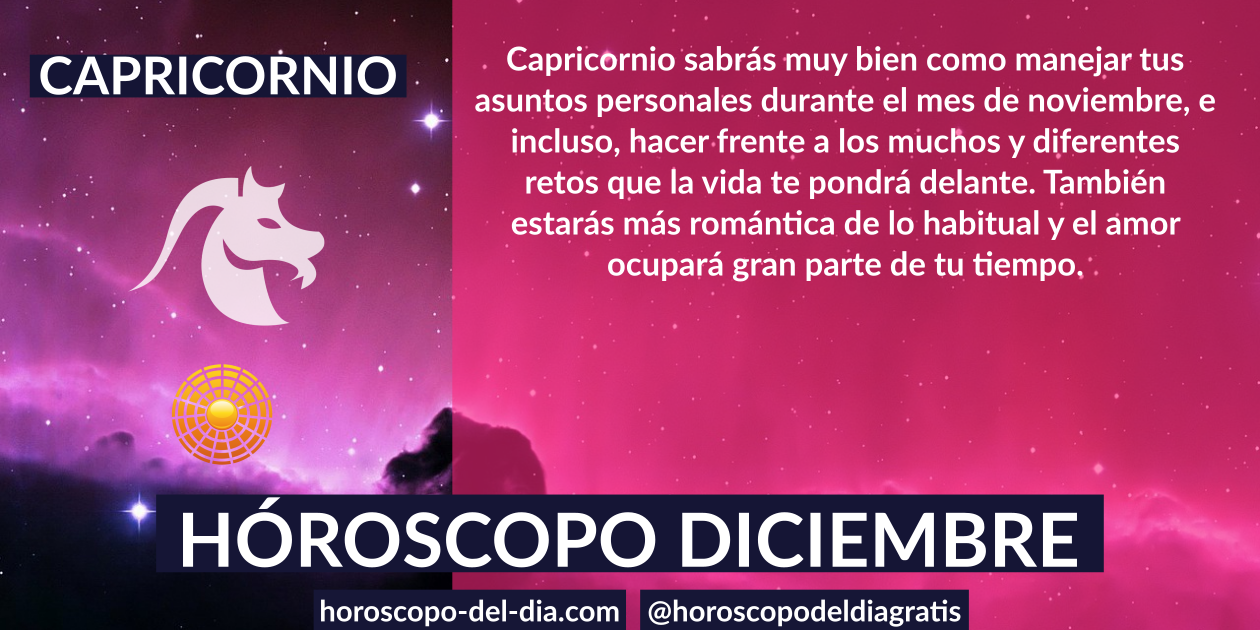 CAPRICORNIO
Capricornio sabrás muy bien como manejar tus
asuntos personales durante el mes de noviembre, e
incluso, hacer frente a los muchos y diferentes
retos que la vida te pondrá delante. También
estarás más romántica de lo habitual y el amor
ocupará gran parte de tu tiempo.
HÓROSCOPO DICIEMBRE
horoscopo-del-dia.com @horoscopodeldiagratis